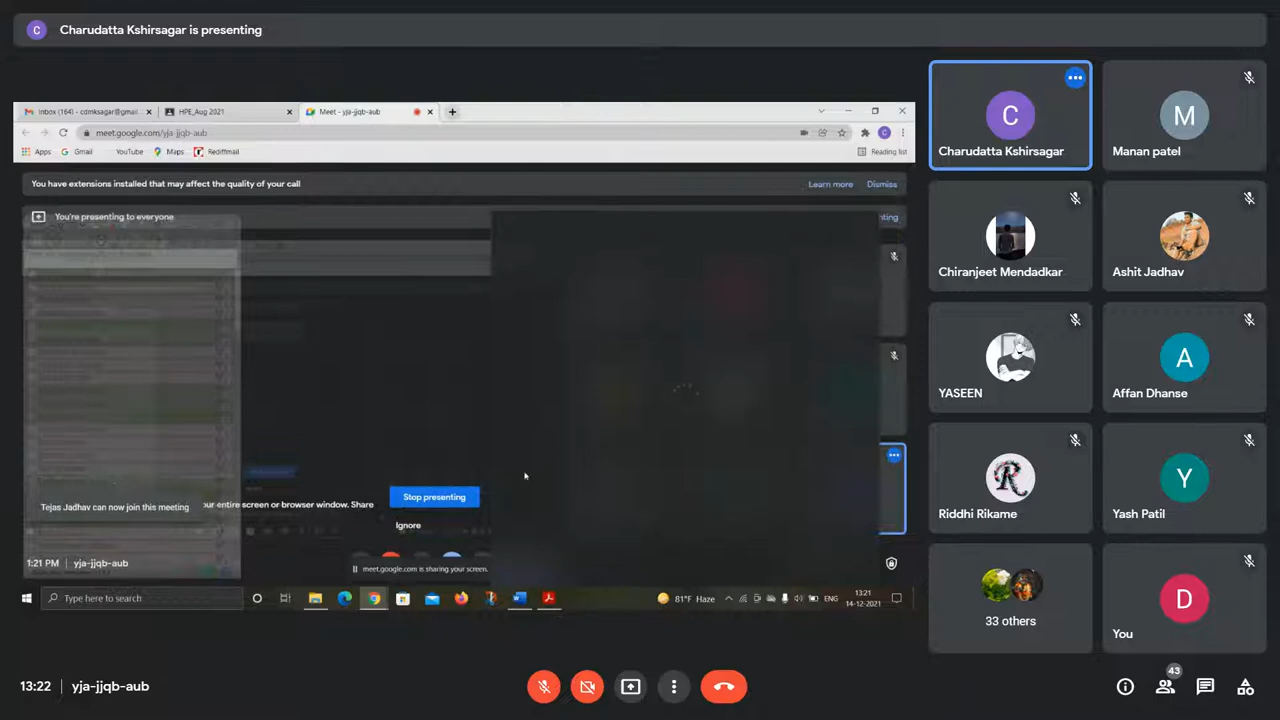 C Charudatta Kshirsagar is presenting
Inbox (164) - cdmksagar@gmail
HPE_Aug 2021
Meet - yja-jjqb-aub
meet.google.com/yja-jjqb-aub
Apps
Gmail
YouTube
Maps
Rediffmail
Reading list
You have extensions installed that may affect the quality of your call
Learn more
Dismiss
You're presenting to everyone
Tejas Jadhav can now join this meeting
our entire screen or browser window. Share
Stop presenting
Ignore
1:21 PM | yja-jjqb-aub
meet.google.com is sharing your screen.
Type here to search
81°F Haze
ENG
13:21
14-12-2021
C
Charudatta Kshirsagar
M
Manan patel
Chiranjeet Mendadkar
Ashit Jadhav
YASEEN
A
Affan Dhanse
R
Riddhi Rikame
Y
Yash Patil
33 others
D
You
13:22 | yja-jjqb-aub
43